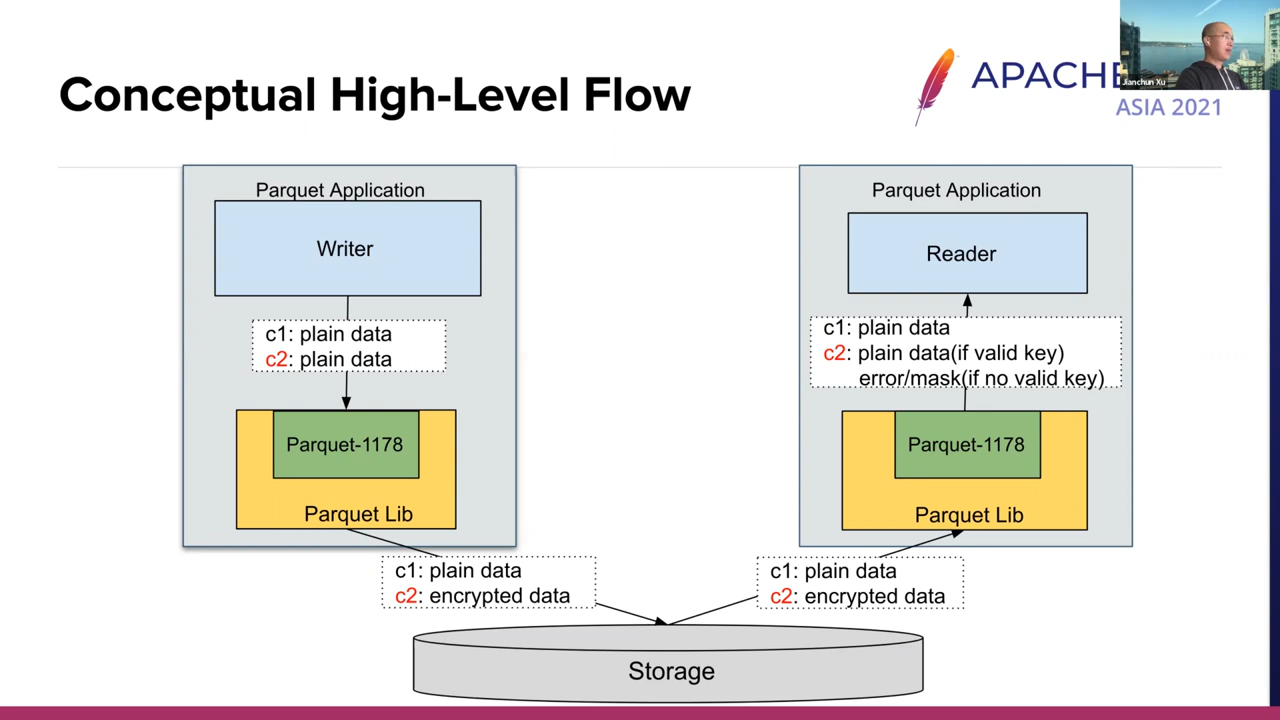 Conceptual High-Level Flow
APACHE
ASIA 2021
Jianchun Xu
Parquet Application
Writer
c1: plain data
c2: plain data
Parquet-1178
Parquet Lib
c1: plain data
c2: encrypted data
Parquet Application
Reader
c1: plain data
c2: plain data(if valid key)
error/mask(if no valid key)
Parquet-1178
Parquet Lib
c1: plain data
c2: encrypted data
Storage